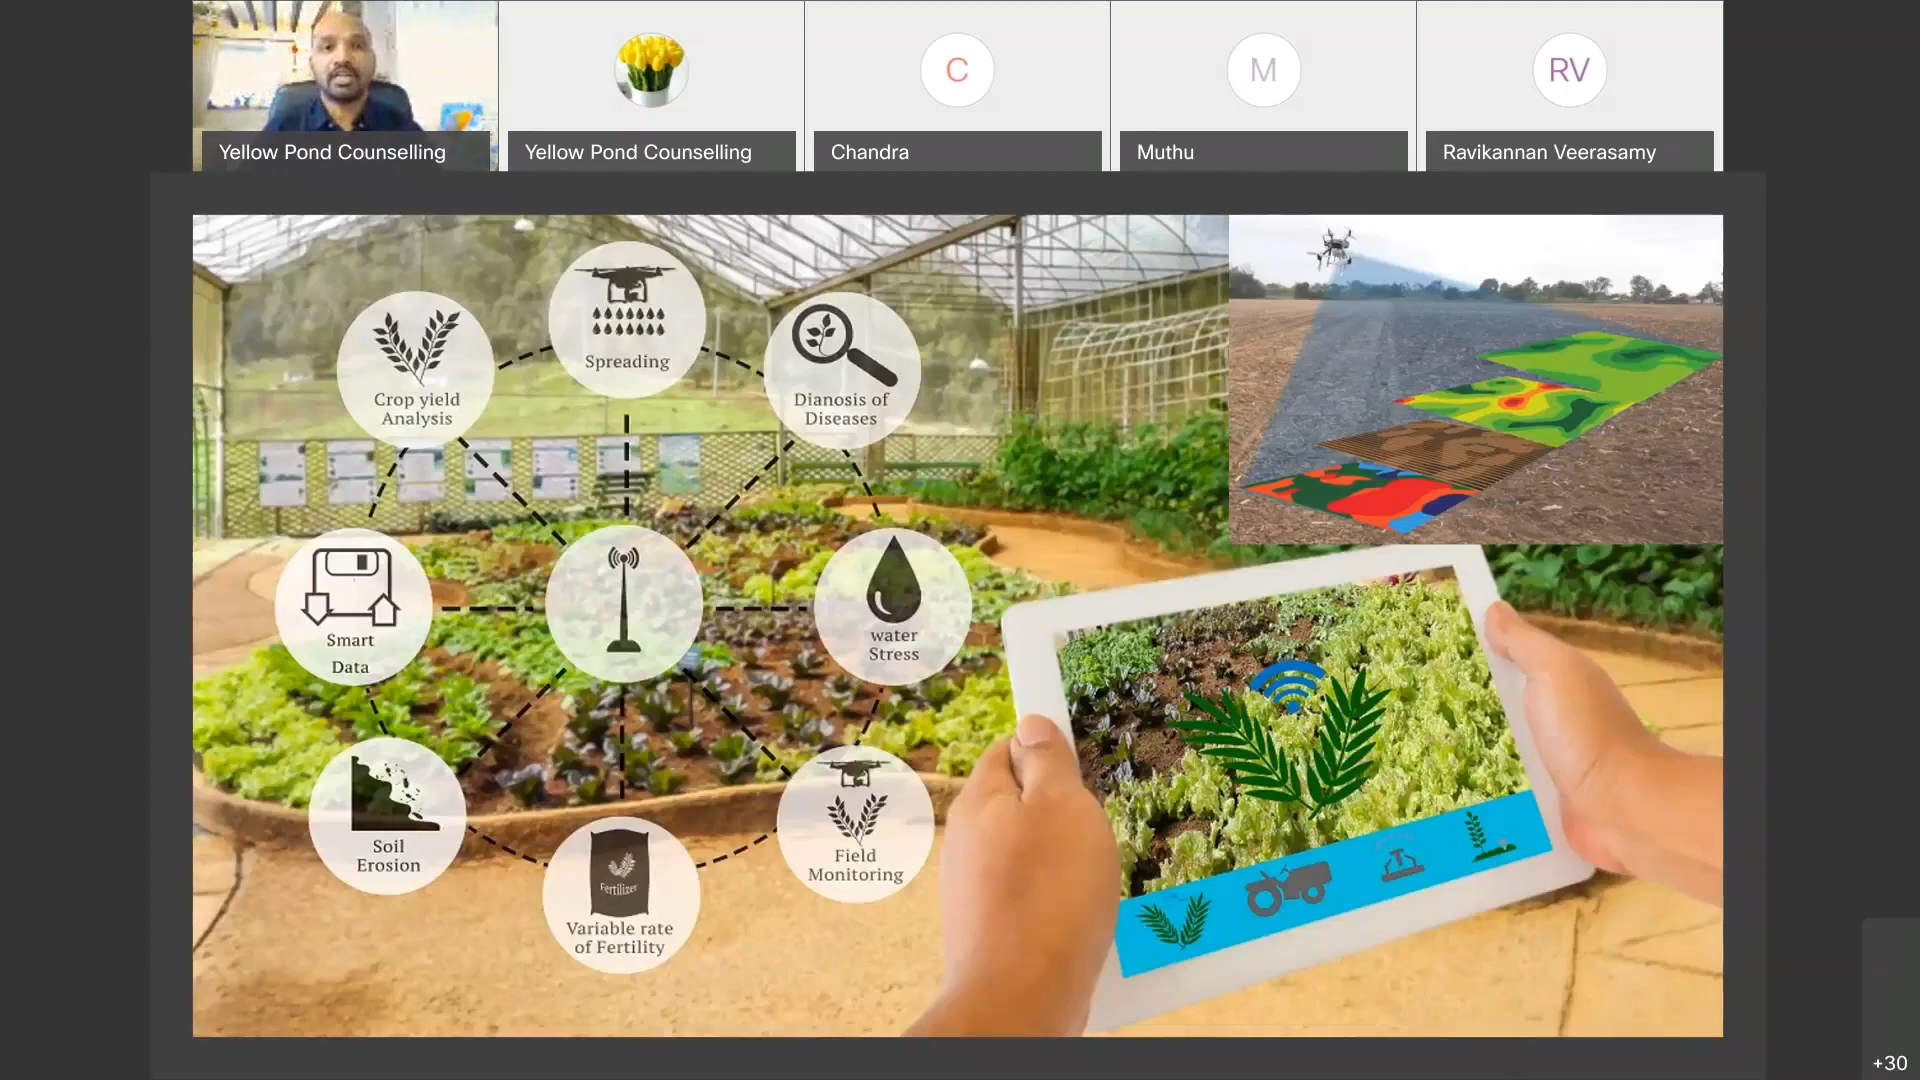 C
M
RV
Yellow Pond Counselling
Yellow Pond Counselling
Chandra
Muthu
Ravikannan Veerasamy
Spreading
Crop yield
Analysis
Dianosis of
Diseases
Smart
Data
water
Stress
Soil
Erosion
Fertilizer
Variable rate
of Fertility
Field
Monitoring
+30